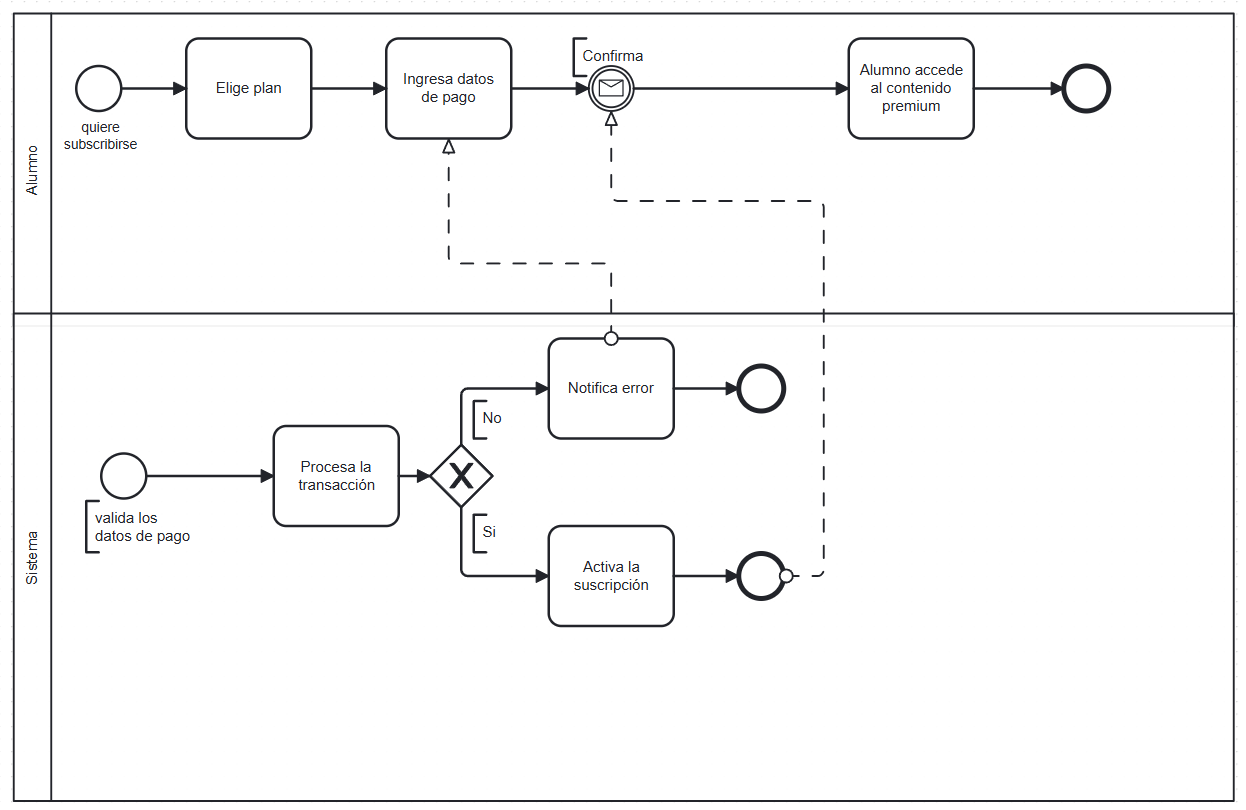 Alumno
quiere
subscribirse
Elige plan
Ingresa datos
de pago
Confirma
Alumno accede
al contenido
premium
Sistema
valida los
datos de pago
Procesa la
transacción
No
Notifica error
Si
Activa la
suscripción